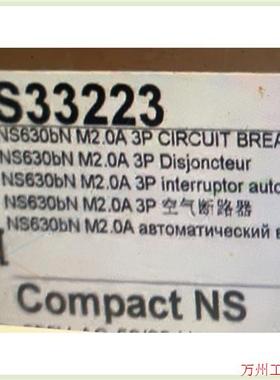 S33223
NS630bN M2.0A 3P CIRCUIT BREA
NS630bN M2.0A 3P Disjoncteur
NS630bN M2.0A 3P interruptor auto
NS630bN M2.0A 3P 空气断路器
NS630bN M2.0A автоматический в
Compact NS
万州工